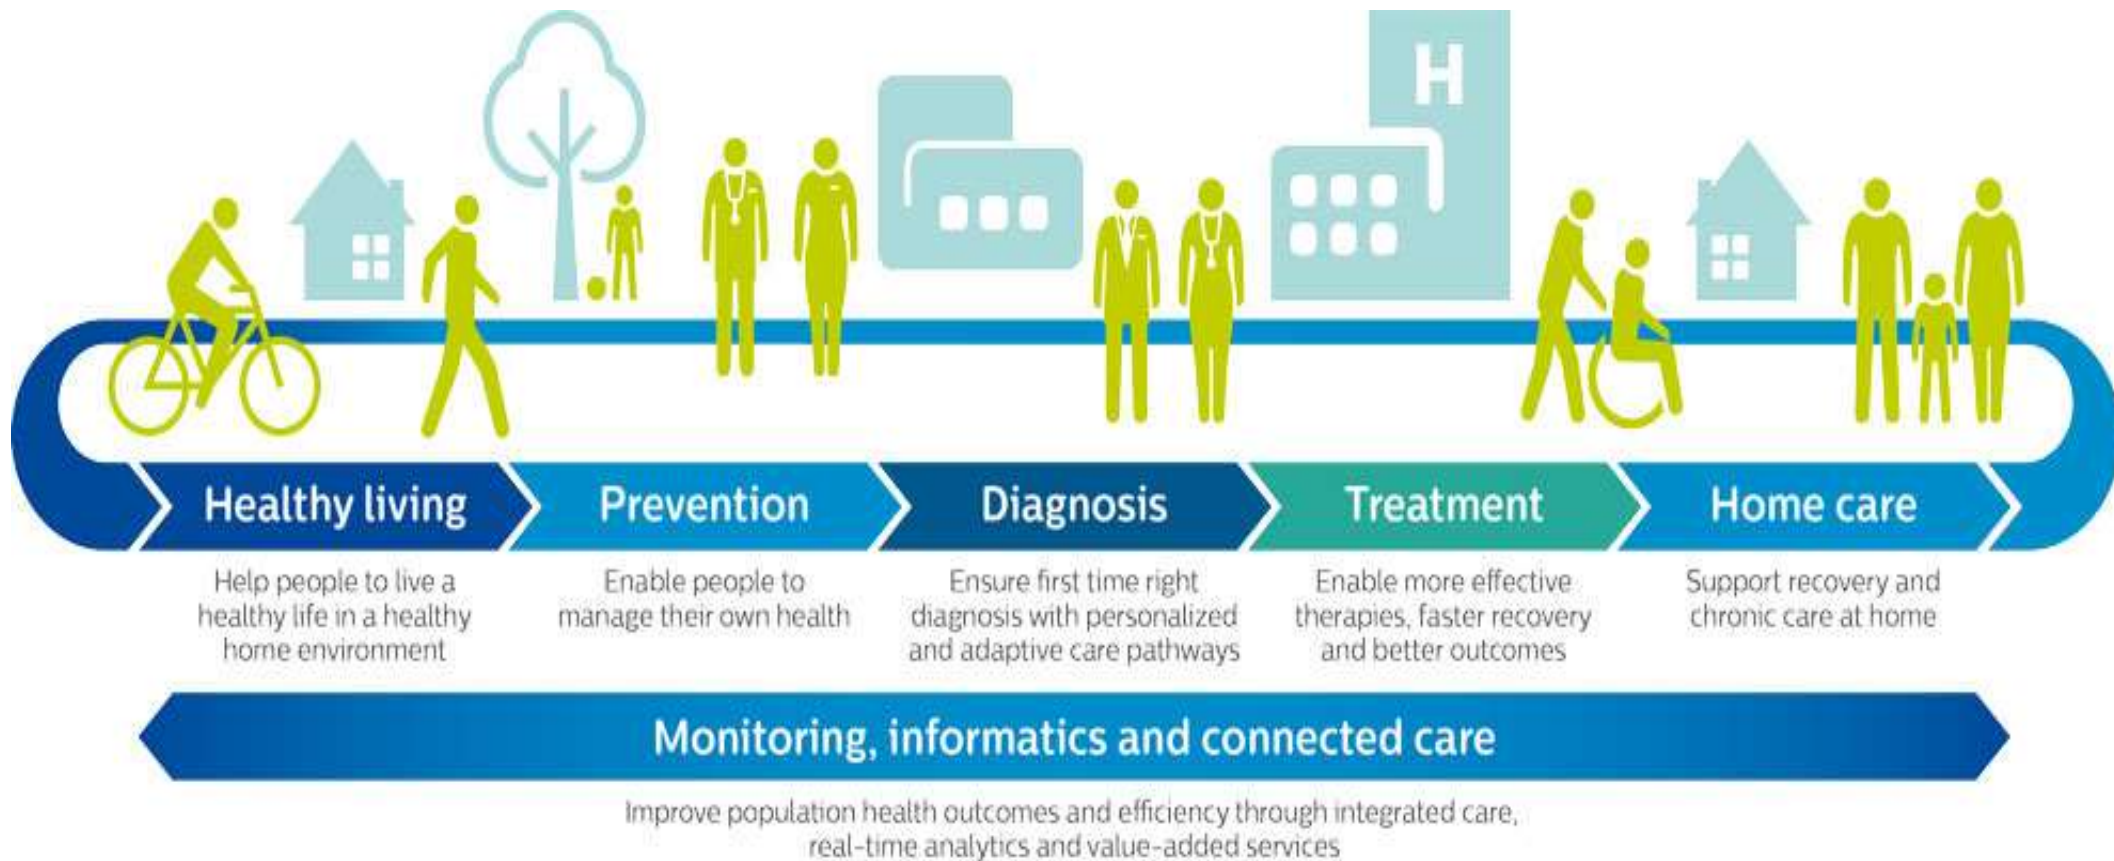 H
Healthy living
Prevention
Diagnosis
Treatment
Home care
Help people to live a
healthy life in a healthy
home environment
Enable people to
manage their own health
Ensure first time right
diagnosis with personalized
and adaptive care pathways
Enable more effective
therapies, faster recovery
and better outcomes
Support recovery and
chronic care at home
Monitoring, informatics and connected care
Improve population health outcomes and efficiency through integrated care,
real-time analytics and value-added services